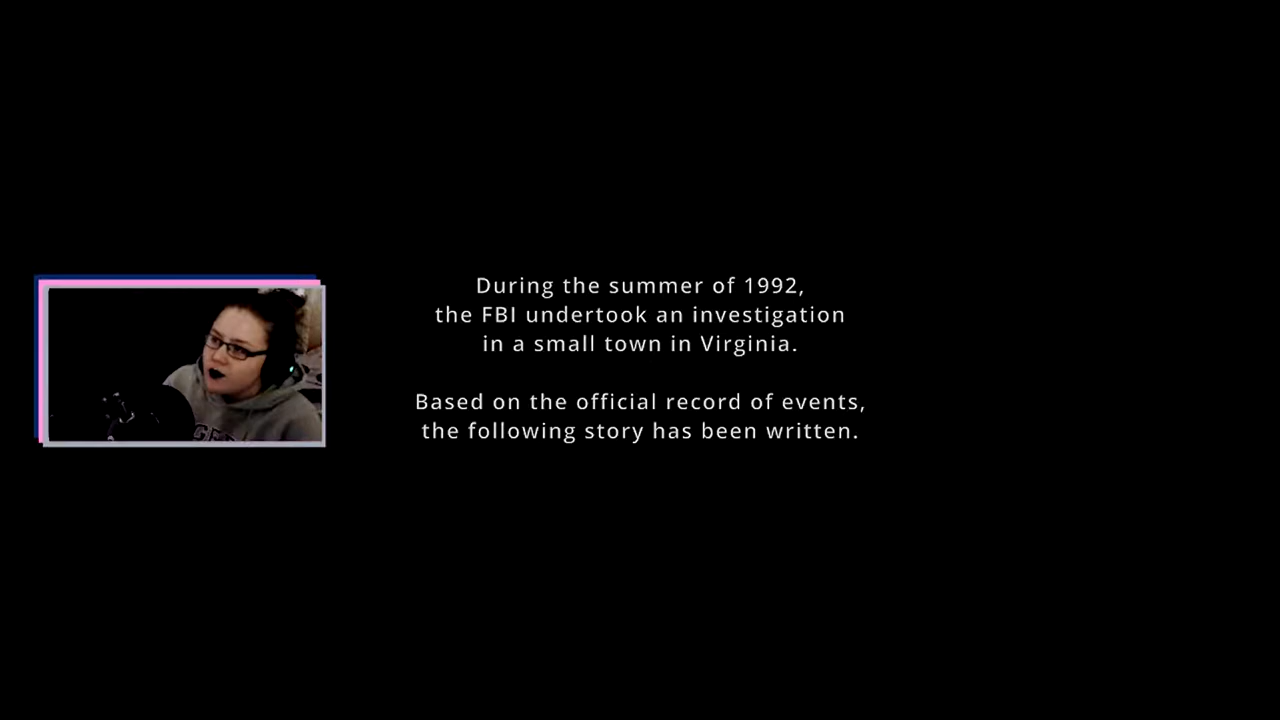 During the summer of 1992,
the FBI undertook an investigation
in a small town in Virginia.
Based on the official record of events,
the following story has been written.